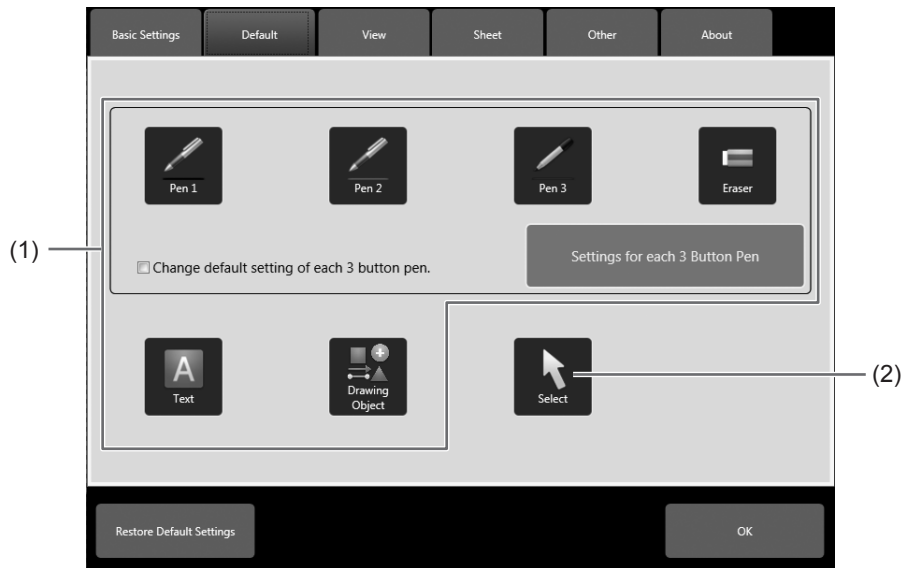 Basic Settings
Default
View
Sheet
Other
About
Pen 1
Pen 2
Pen 3
Eraser
(1)
Change default setting of each 3 button pen.
Settings for each 3 Button Pen
A
Text
Drawing
Object
Select
(2)
Restore Default Settings
OK